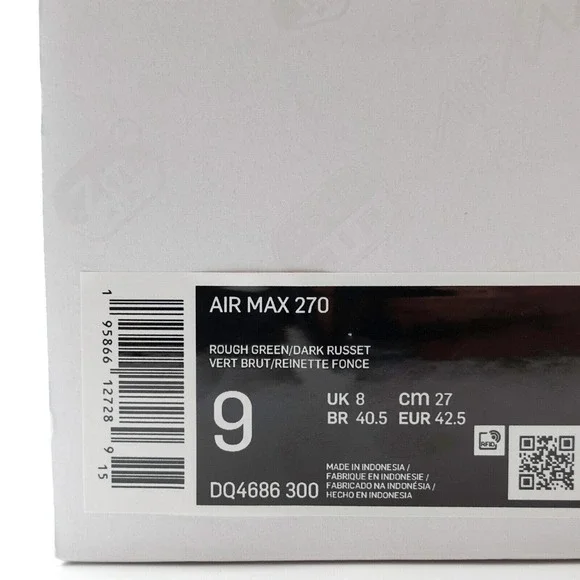 AIR MAX 270
ROUGH GREEN/DARK RUSSET
VERT BRUT/REINETTE FONCE
9
UK 8 cm 27
BR 40.5 EUR 42.5
RFID
DQ4686 300
MADE IN INDONESIA /
FABRIQUE EN INDONESIE /
FABRICADO NA INDONÉSIA /
HECHO EN INDONESIA
1 95866 12728 9 15